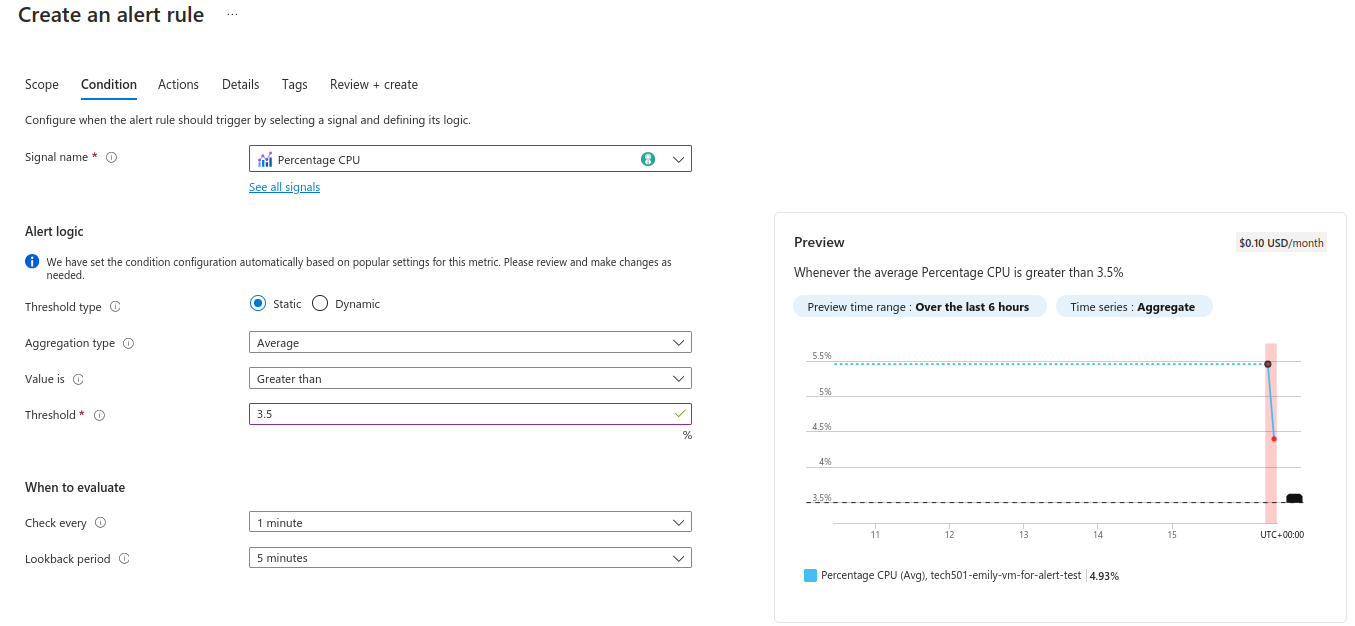 Create an alert rule ...
Scope Condition Actions Details Tags Review + create
Configure when the alert rule should trigger by selecting a signal and defining its logic.
Signal name *
Percentage CPU
See all signals
Alert logic
We have set the condition configuration automatically based on popular settings for this metric. Please review and make changes as
needed.
Threshold type
Static Dynamic
Aggregation type
Average
Value is
Greater than
Threshold *
3.5
%
When to evaluate
Check every
1 minute
Lookback period
5 minutes
Preview
$0.10 USD/month
Whenever the average Percentage CPU is greater than 3.5%
Preview time range : Over the last 6 hours
Time series : Aggregate
5.5%
5%
4.5%
4%
3.5%
11 12 13 14 15 UTC+00:00
Percentage CPU (Avg), tech501-emily-vm-for-alert-test | 4.93%